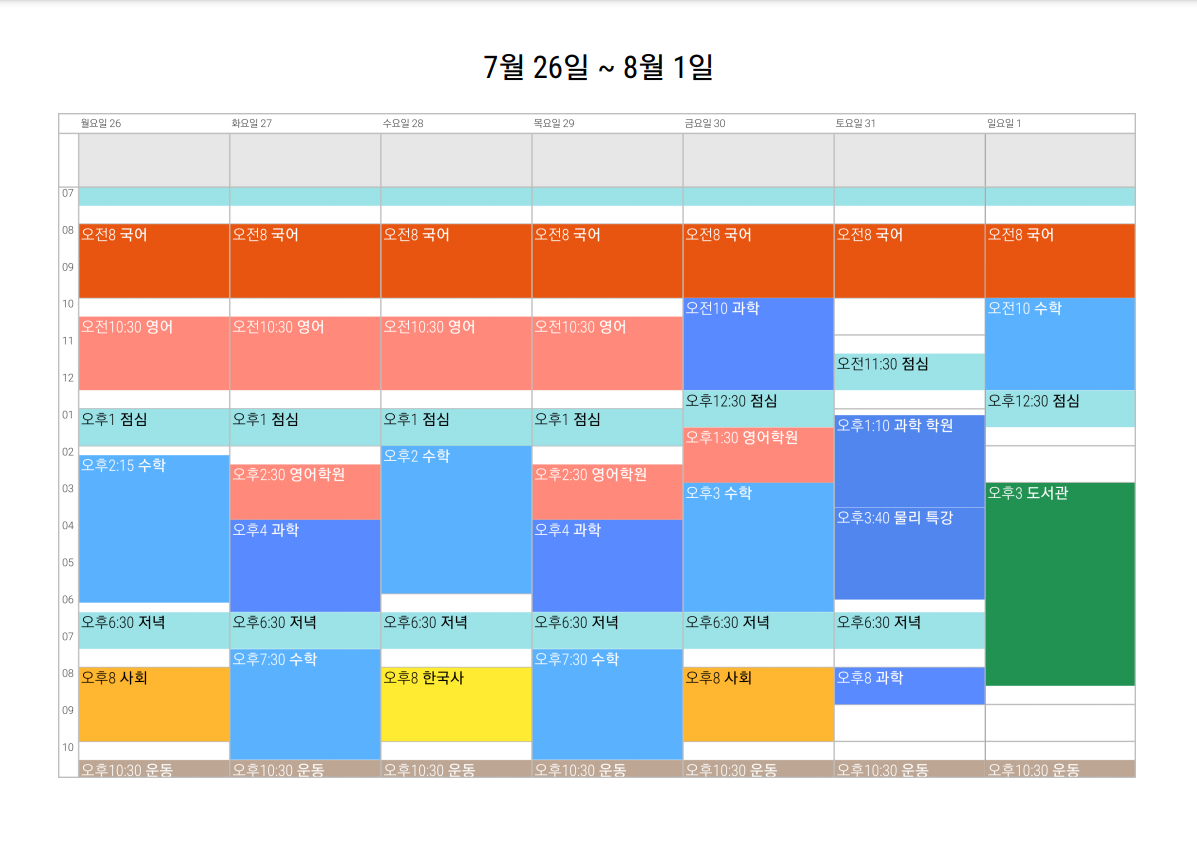 7월 26일 ~ 8월 1일
월요일 26 화요일 27 수요일 28 목요일 29 금요일 30 토요일 31 일요일 1
07
08 오전8 국어 오전8 국어 오전8 국어 오전8 국어 오전8 국어 오전8 국어 오전8 국어
09
10 오전10 과학 오전10 수학
오전10:30 영어 오전10:30 영어 오전10:30 영어 오전10:30 영어
11
오전11:30 점심
12
오후12:30 점심 오후12:30 점심
01 오후1 점심 오후1 점심 오후1 점심 오후1 점심
오후1:10 과학 학원
오후1:30 영어학원
02 오후2 수학
오후2:15 수학
오후2:30 영어학원 오후2:30 영어학원
03 오후3 수학 오후3 도서관
오후3:40 물리 특강
04 오후4 과학 오후4 과학
05
06
오후6:30 저녁 오후6:30 저녁 오후6:30 저녁 오후6:30 저녁 오후6:30 저녁 오후6:30 저녁
07
오후7:30 수학 오후7:30 수학
08 오후8 사회 오후8 한국사 오후8 사회 오후8 과학
09
10
오후10:30 운동 오후10:30 운동 오후10:30 운동 오후10:30 운동 오후10:30 운동 오후10:30 운동 오후10:30 운동